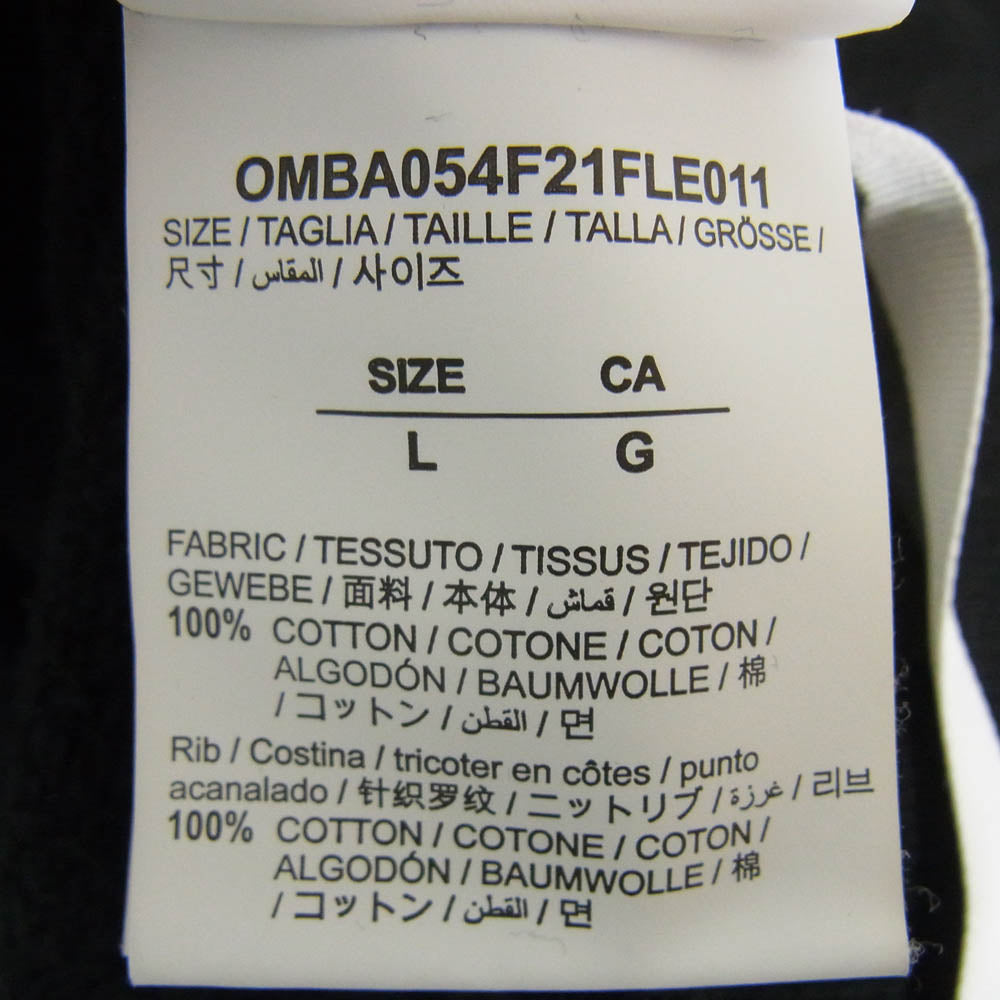 OMBA054F21FLE011
SIZE / TAGLIA / TAILLE / TALLA / GRÖSSE /
尺寸 / المقاس / 사이즈
SIZE CA
L G
FABRIC / TESSUTO / TISSUS / TEJIDO /
GEWEBE / 面料 / 本体 / قماش / 원단
100% COTTON / COTONE / COTON /
ALGODÓN / BAUMWOLLE / 棉
/ コットン / القطن / 면
Rib / Costina / tricoter en côtes / punto
acanalado / 针织罗纹 / ニットリブ / غرزة / 리브
100% COTTON / COTONE / COTON /
ALGODÓN / BAUMWOLLE / 棉
/ コットン / القطن / 면